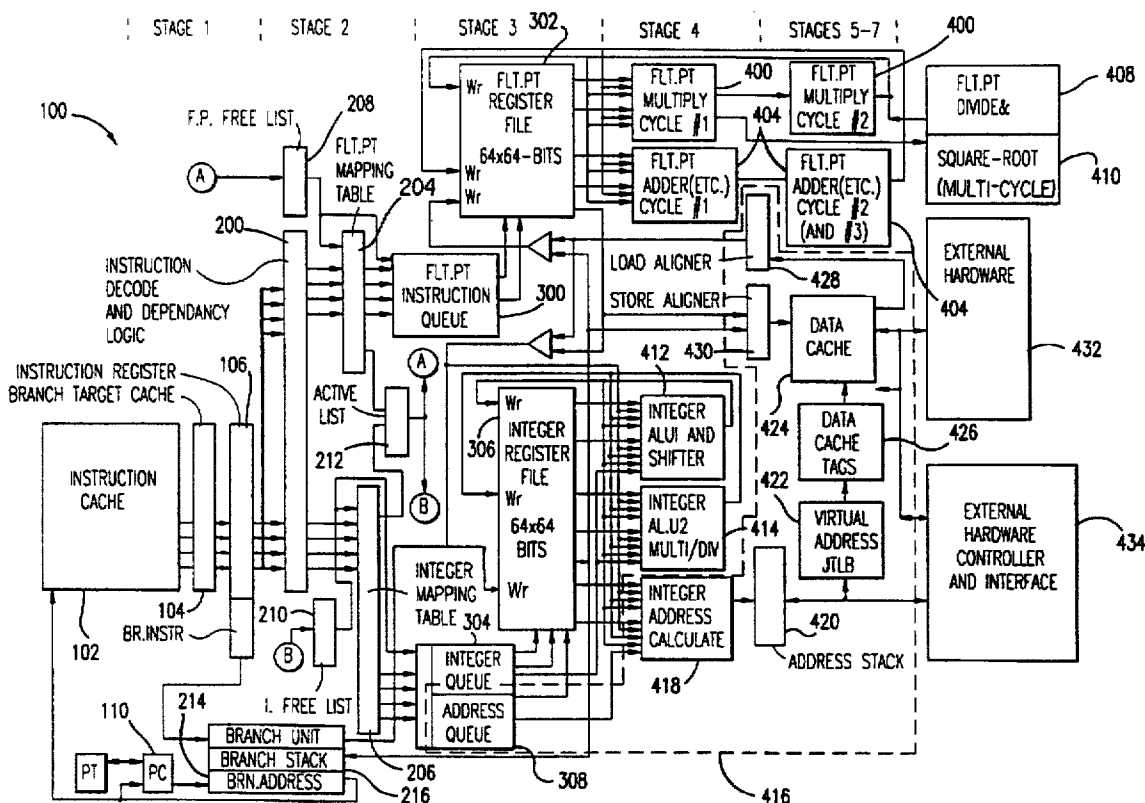 STAGE 1
STAGE 2
STAGE 3
STAGE 4
STAGES 5-7
302
400
400
408
100
F.P. FREE LIST
208
FLT.PT
MAPPING
TABLE
204
A
200
INSTRUCTION
DECODE
AND DEPENDANCY
LOGIC
Wr
FLT.PT
REGISTER
FILE
64x64-BITS
Wr
Wr
FLT.PT
MULTIPLY
CYCLE #1
FLT.PT
MULTIPLY
CYCLE #2
404
FLT.PT
DIVIDE&
SQUARE-ROOT
(MULTI-CYCLE)
410
FLT.PT
ADDER(ETC.)
CYCLE #1
FLT.PT
ADDER(ETC.)
CYCLE #2
(AND #3)
FLT.PT
INSTRUCTION
QUEUE
300
LOAD ALIGNER
428
STORE ALIGNER
430
404
EXTERNAL
HARDWARE
432
DATA
CACHE
424
INSTRUCTION REGISTER
106
BRANCH TARGET CACHE
INSTRUCTION
CACHE
102
104
BR.INSTR
A
ACTIVE
LIST
212
B
Wr
306
INTEGER
REGISTER
FILE
Wr
64x64
BITS
Wr
412
INTEGER
ALU1 AND
SHIFTER
INTEGER
AL.U2
MULTI/DIV
414
DATA
CACHE
TAGS
426
422
VIRTUAL
ADDRESS
JTLB
EXTERNAL
HARDWARE
CONTROLLER
AND INTERFACE
434
INTEGER
MAPPING
TABLE
INTEGER
ADDRESS
CALCULATE
418
420
ADDRESS STACK
210
B
I. FREE LIST
304
INTEGER
QUEUE
ADDRESS
QUEUE
308
206
214
110
PT
PC
BRANCH UNIT
BRANCH STACK
BRN.ADDRESS
216
416